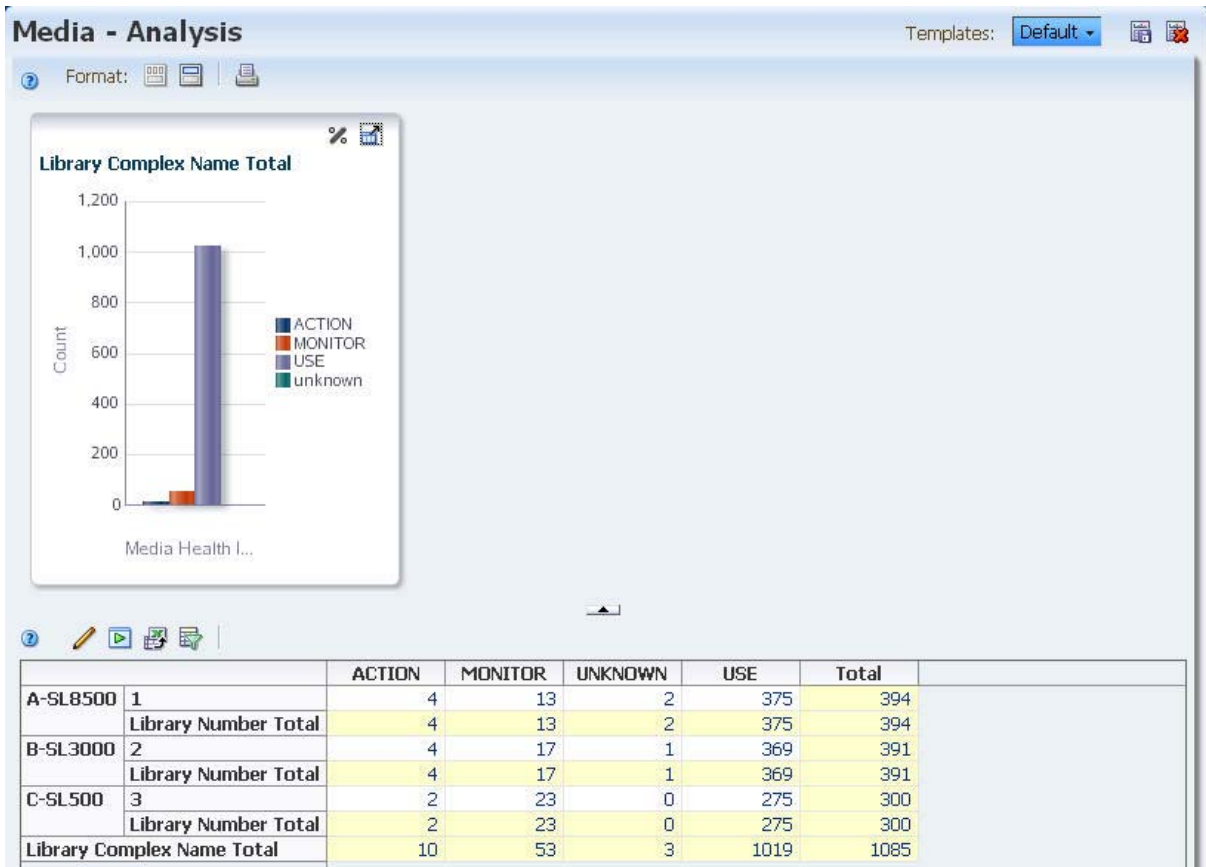 Media - Analysis
Templates: Default
Format:
Library Complex Name Total
1,200
1,000
800
600
400
200
0
Count
ACTION
MONITOR
USE
unknown
Media Health I...
ACTION MONITOR UNKNOWN USE Total
A-SL8500 1 4 13 2 375 394
Library Number Total 4 13 2 375 394
B-SL3000 2 4 17 1 369 391
Library Number Total 4 17 1 369 391
C-SL500 3 2 23 0 275 300
Library Number Total 2 23 0 275 300
Library Complex Name Total 10 53 3 1019 1085